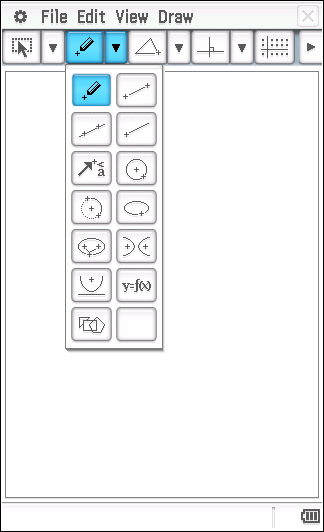 File Edit View Draw
a
y=f(x)